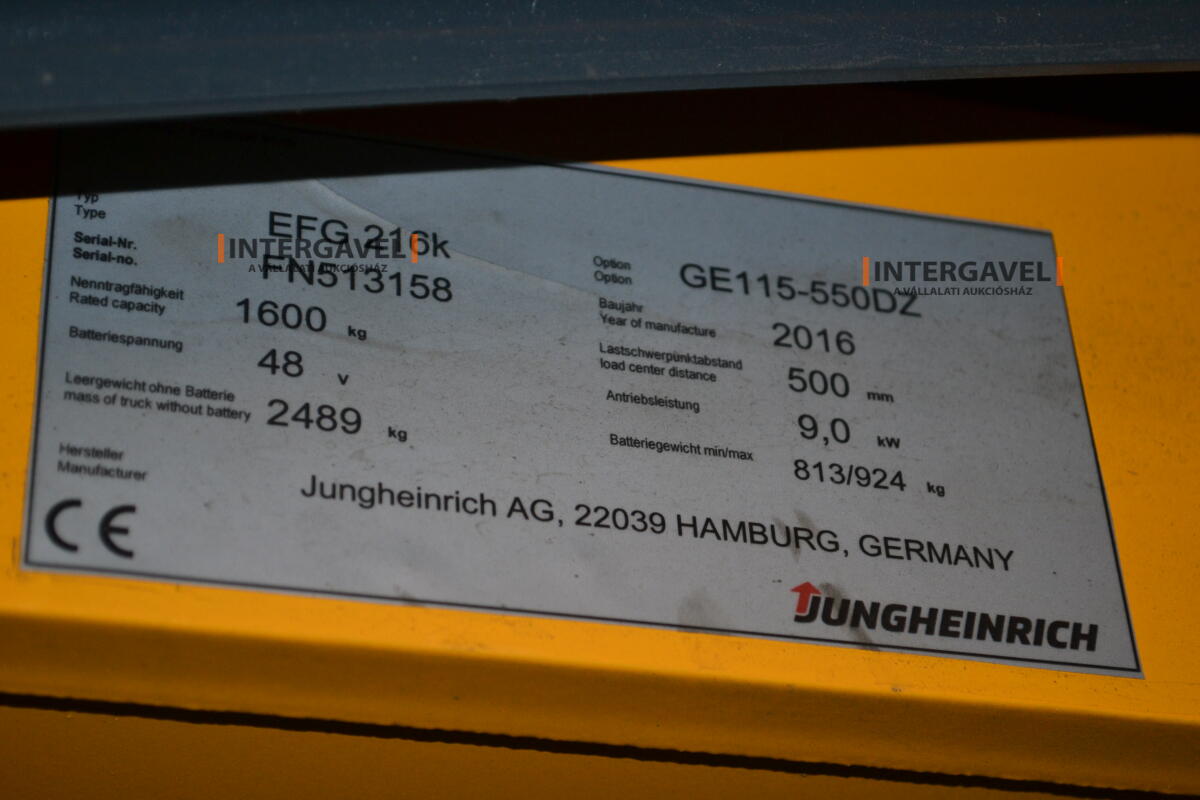 Typ
Type
EFG 216k
Serial-Nr.
Serial-no.
FN513158
Option
Option
GE115-550DZ
Nenntragfähigkeit
Rated capacity
1600 kg
Baujahr
Year of manufacture
2016
Batteriespannung
48 V
Lastschwerpunktabstand
load center distance
500 mm
Leergewicht ohne Batterie
mass of truck without battery
2489 kg
Antriebsleistung
9,0 kW
Batteriegewicht min/max
813/924 kg
Hersteller
Manufacturer
Jungheinrich AG, 22039 HAMBURG, GERMANY
CE
JUNGHEINRICH
INTERGAVEL
A VÁLLALATI AUKCIÓSHÁZ
INTERGAVEL
A VÁLLALATI AUKCIÓSHÁZ